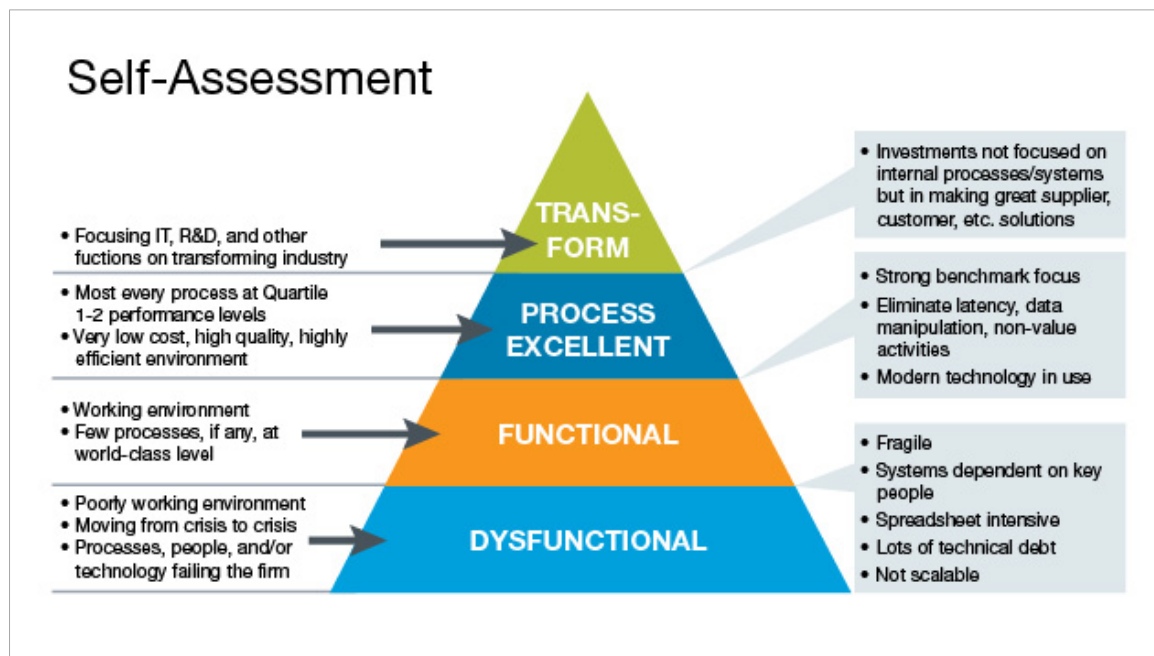 Self-Assessment
• Focusing IT, R&D, and other
fuctions on transforming industry
• Most every process at Quartile
1-2 performance levels
• Very low cost, high quality, highly
efficient environment
• Working environment
• Few processes, if any, at
world-class level
• Poorly working environment
• Moving from crisis to crisis
• Processes, people, and/or
technology failing the firm
TRANS-
FORM
PROCESS
EXCELLENT
FUNCTIONAL
DYSFUNCTIONAL
• Investments not focused on
internal processes/systems
but in making great supplier,
customer, etc. solutions
• Strong benchmark focus
• Eliminate latency, data
manipulation, non-value
activities
• Modern technology in use
• Fragile
• Systems dependent on key
people
• Spreadsheet intensive
• Lots of technical debt
• Not scalable